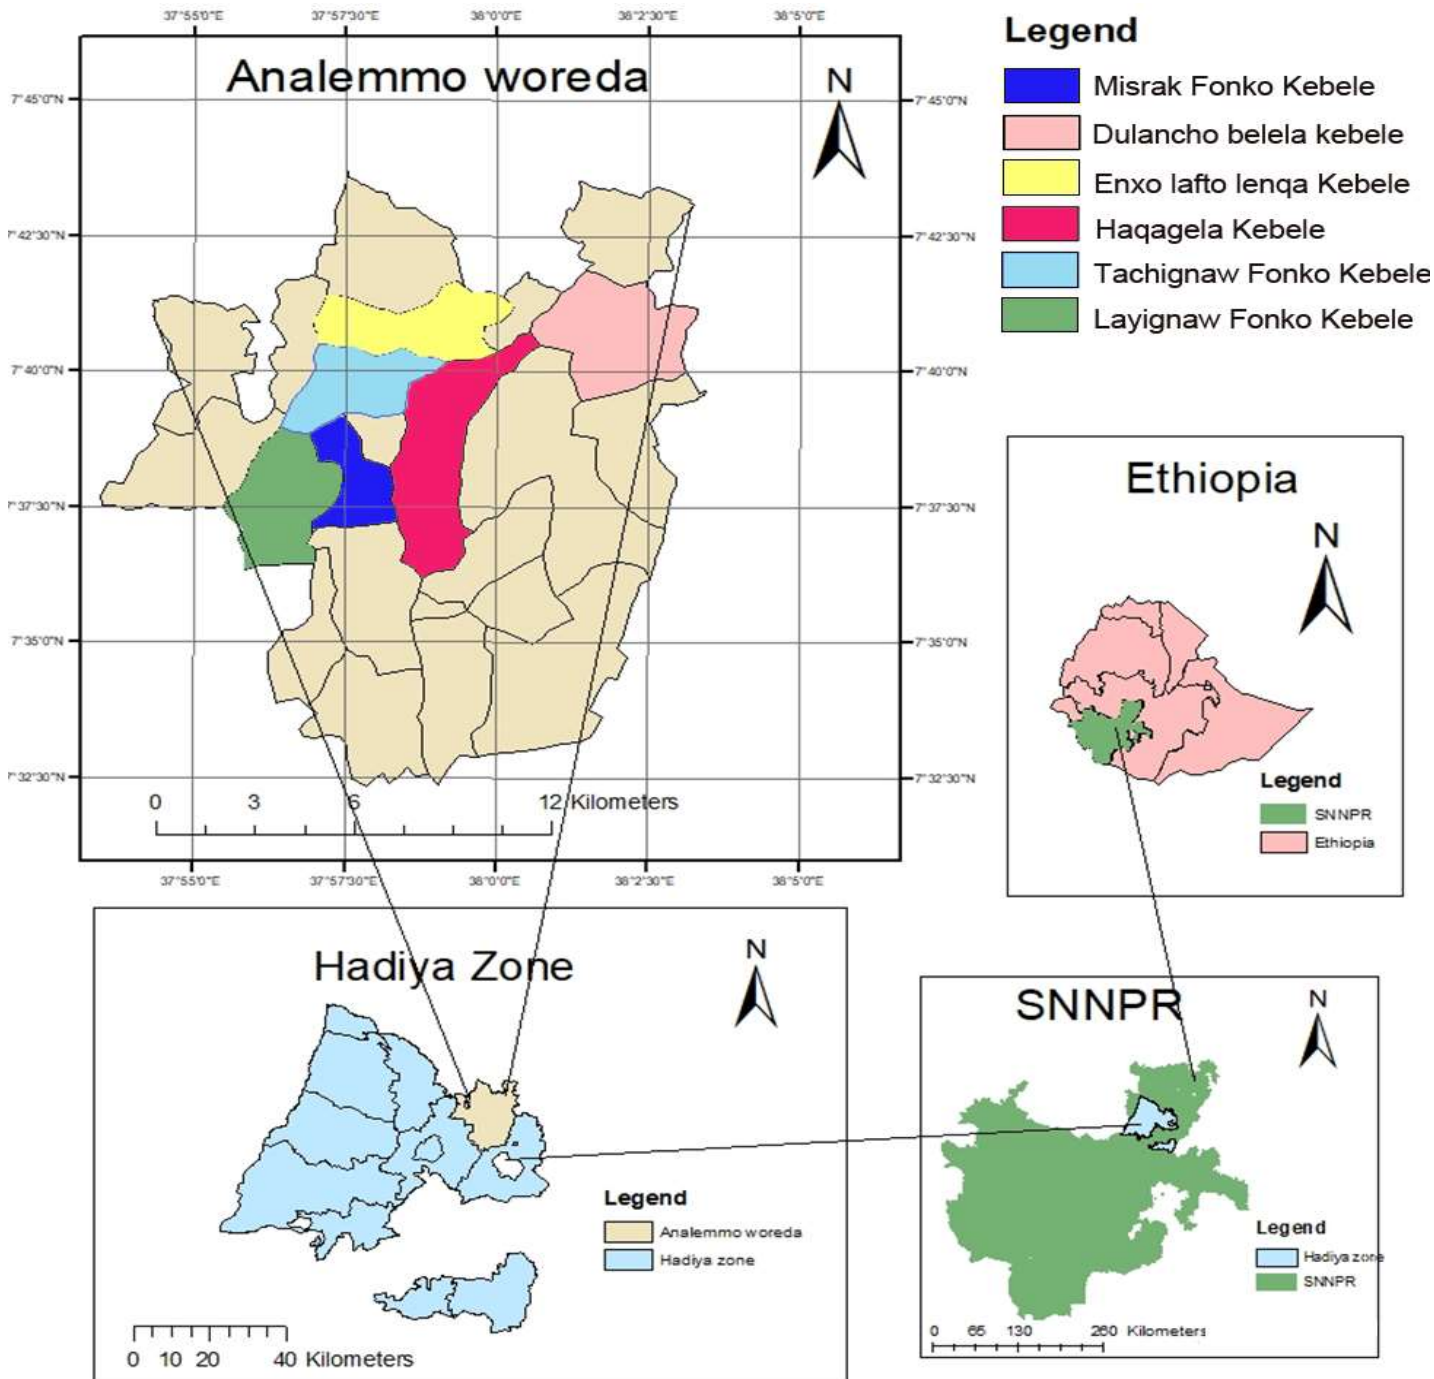 37°55'0"E 37°57'30"E 38°0'0"E 38°2'30"E 38°5'0"E
Analemmo woreda
N
7°45'0"N 7°45'0"N
7°42'30"N 7°42'30"N
7°40'0"N 7°40'0"N
7°37'30"N 7°37'30"N
7°35'0"N 7°35'0"N
7°32'30"N 7°32'30"N
0 3 6 12 Kilometers
37°55'0"E 37°57'30"E 38°0'0"E 38°2'30"E 38°5'0"E
Legend
Misrak Fonko Kebele
Dulancho belela kebele
Enxo lafto lenqa Kebele
Haqagela Kebele
Tachignaw Fonko Kebele
Layignaw Fonko Kebele
Ethiopia
N
Legend
SNNPR
Ethiopia
Hadiya Zone
N
Legend
Analemmo woreda
Hadiya zone
0 10 20 40 Kilometers
SNNPR
N
Legend
Hadiya zone
SNNPR
0 65 130 260 Kilometers